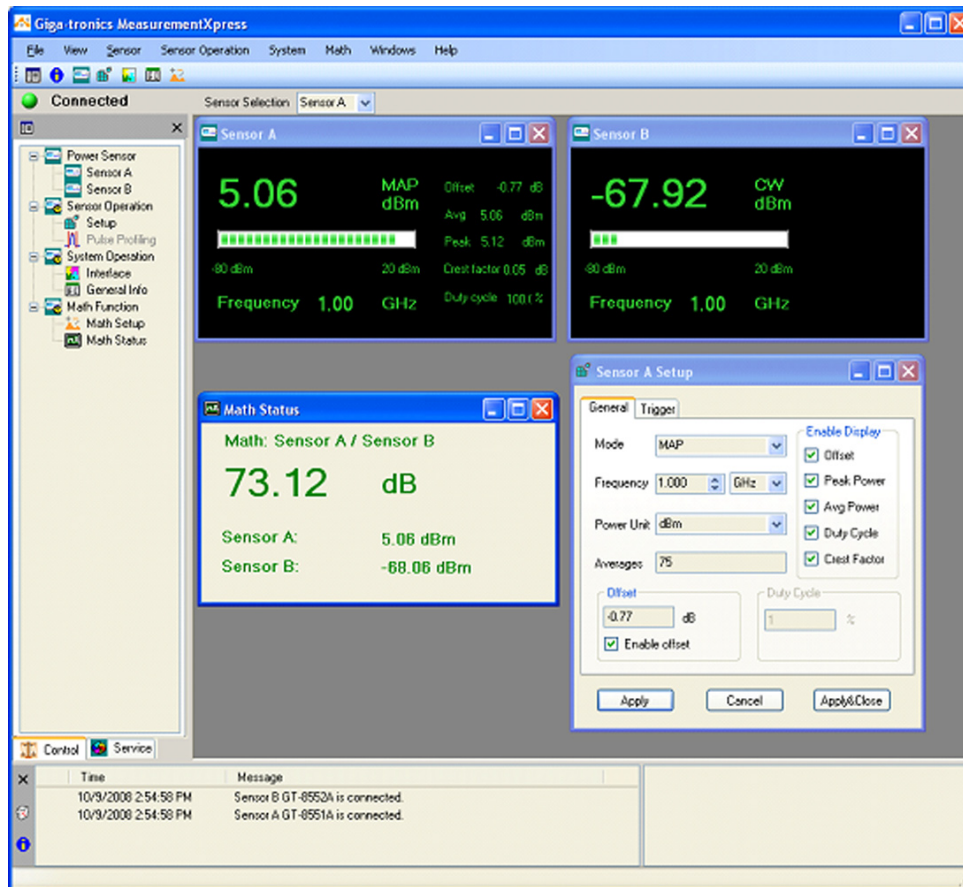 Giga-tronics MeasurementXpress
File View Sensor Sensor Operation System Math Windows Help
Connected
Sensor Selection Sensor A
Power Sensor
Sensor A
Sensor B
Sensor Operation
Setup
Pulse Profiling
System Operation
Interface
General Info
Math Function
Math Setup
Math Status
Control Service
Sensor A
5.06 MAP dBm
-80 dBm 20 dBm
Frequency 1.00 GHz
Offset -0.77 dB
Avg 5.06 dBm
Peak 5.12 dBm
Crest factor 0.05 dB
Duty cycle 100.( %
Sensor B
-67.92 CW dBm
-80 dBm 20 dBm
Frequency 1.00 GHz
Math Status
Math: Sensor A / Sensor B
73.12 dB
Sensor A: 5.06 dBm
Sensor B: -68.06 dBm
Sensor A Setup
General Trigger
Mode MAP
Frequency 1.000 GHz
Power Unit dBm
Averages 75
Enable Display
Offset
Peak Power
Avg Power
Duty Cycle
Crest Factor
Offset
-0.77 dB
Enable offset
Duty Cycle
1 %
Apply Cancel Apply&Close
Time Message
10/9/2008 2:54:58 PM Sensor B GT-8552A is connected.
10/9/2008 2:54:58 PM Sensor A GT-8551A is connected.